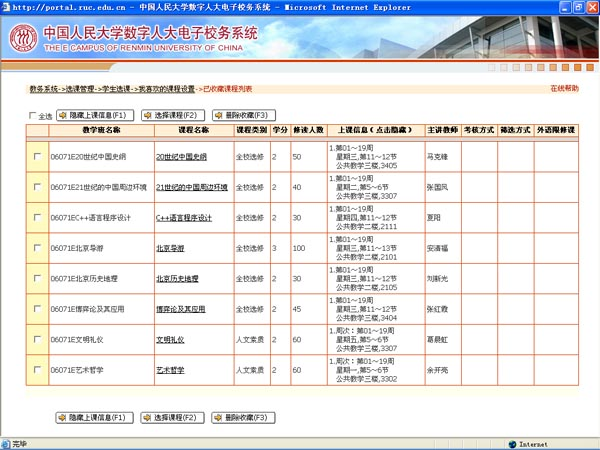 http://portal.ruc.edu.cn - 中国人民大学数字人大电子校务系统 - Microsoft Internet Explorer
中国人民大学数字人大电子校务系统
THE E CAMPUS OF RENMIN UNIVERSITY OF CHINA
教务系统->选课管理->学生选课->我喜欢的课程设置->已收藏课程列表 在线帮助
全选 隐藏上课信息(F1) 选择课程(F2) 删除收藏(F3)
教学班名称 课程名称 课程类别 学分 修读人数 上课信息(点击隐藏) 主讲教师 考核方式 筛选方式 外语限修课
06071E20世纪中国史纲 20世纪中国史纲 全校选修 2 50 1.第01～19周 马克锋
星期三,第11～12节
公共教学三楼,3405
06071E21世纪的中国周边环境 21世纪的中国周边环境 全校选修 2 40 1.第01～19周 张国凤
星期二,第5～6节
公共教学三楼,3307
06071EC++语言程序设计 C++语言程序设计 全校选修 2 30 1.第01～19周 夏阳
星期四,第11～12节
公共教学二楼,2111
06071E北京导游 北京导游 全校选修 3 100 1.第01～19周 安清福
星期三,第11～13节
公共教学二楼,2101
06071E北京历史地理 北京历史地理 全校选修 2 30 1.第01～19周 刘新光
星期三,第11～12节
公共教学二楼,2105
06071E博弈论及其应用 博弈论及其应用 全校选修 2 45 1.第01～19周 张红霞
星期三,第11～12节
公共教学三楼,3404
06071E文明礼仪 文明礼仪 人文素质 2 60 1.周次：第01～19周 葛晨虹
星期五,第5～6节
公共教学三楼,3307
06071E艺术哲学 艺术哲学 人文素质 2 60 1.周次：第01～19周 余开亮
星期一,第5～6节
公共教学三楼,3302
隐藏上课信息(F1) 选择课程(F2) 删除收藏(F3)
完毕 Internet